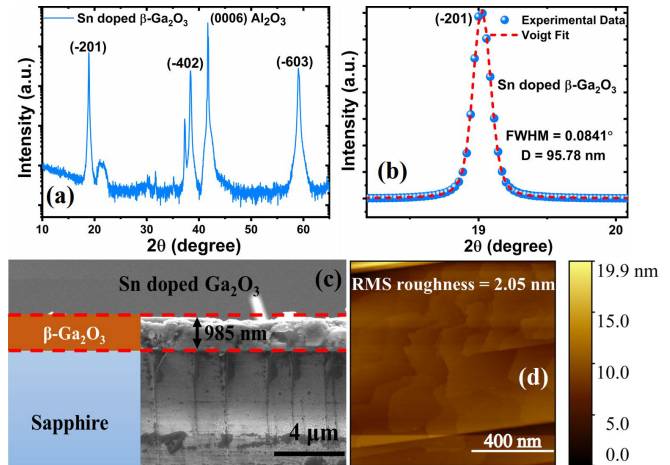 Sn doped β-Ga₂O₃
(0006) Al₂O₃
(-201)
(-402)
(-603)
Intensity (a.u.)
(a)
10 20 30 40 50 60
2θ (degree)
(-201)
Experimental Data
Voigt Fit
Sn doped β-Ga₂O₃
FWHM = 0.0841°
D = 95.78 nm
Intensity (a.u.)
(b)
19.0 20
2θ (degree)
Sn doped Ga₂O₃
(c)
β-Ga₂O₃
985 nm
Sapphire
4 μm
RMS roughness = 2.05 nm
(d)
400 nm
19.9 nm
15.0
10.0
5.0
0.0